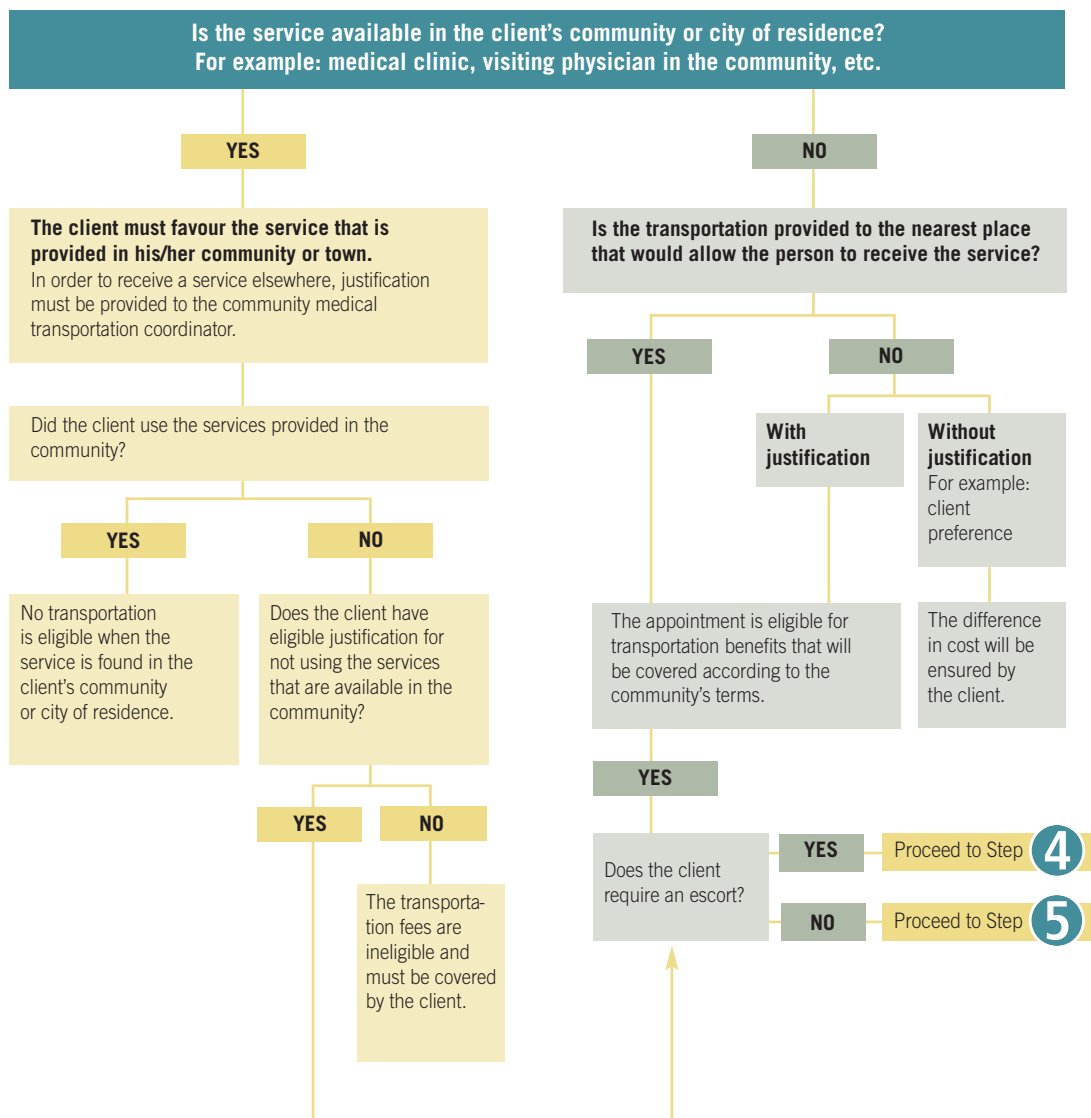 Is the service available in the client's community or city of residence?
For example: medical clinic, visiting physician in the community, etc.
YES
The client must favour the service that is
provided in his/her community or town.
In order to receive a service elsewhere, justification
must be provided to the community medical
transportation coordinator.
Did the client use the services provided in the
community?
YES
No transportation
is eligible when the
service is found in the
client's community
or city of residence.
NO
Does the client have
eligible justification for
not using the services
that are available in the
community?
YES
NO
The transporta-
tion fees are
ineligible and
must be covered
by the client.
NO
Is the transportation provided to the nearest place
that would allow the person to receive the service?
YES
NO
With
justification
Without
justification
For example:
client
preference
The appointment is eligible for
transportation benefits that will
be covered according to the
community's terms.
The difference
in cost will be
ensured by
the client.
YES
Does the client
require an escort?
YES
Proceed to Step 4
NO
Proceed to Step 5